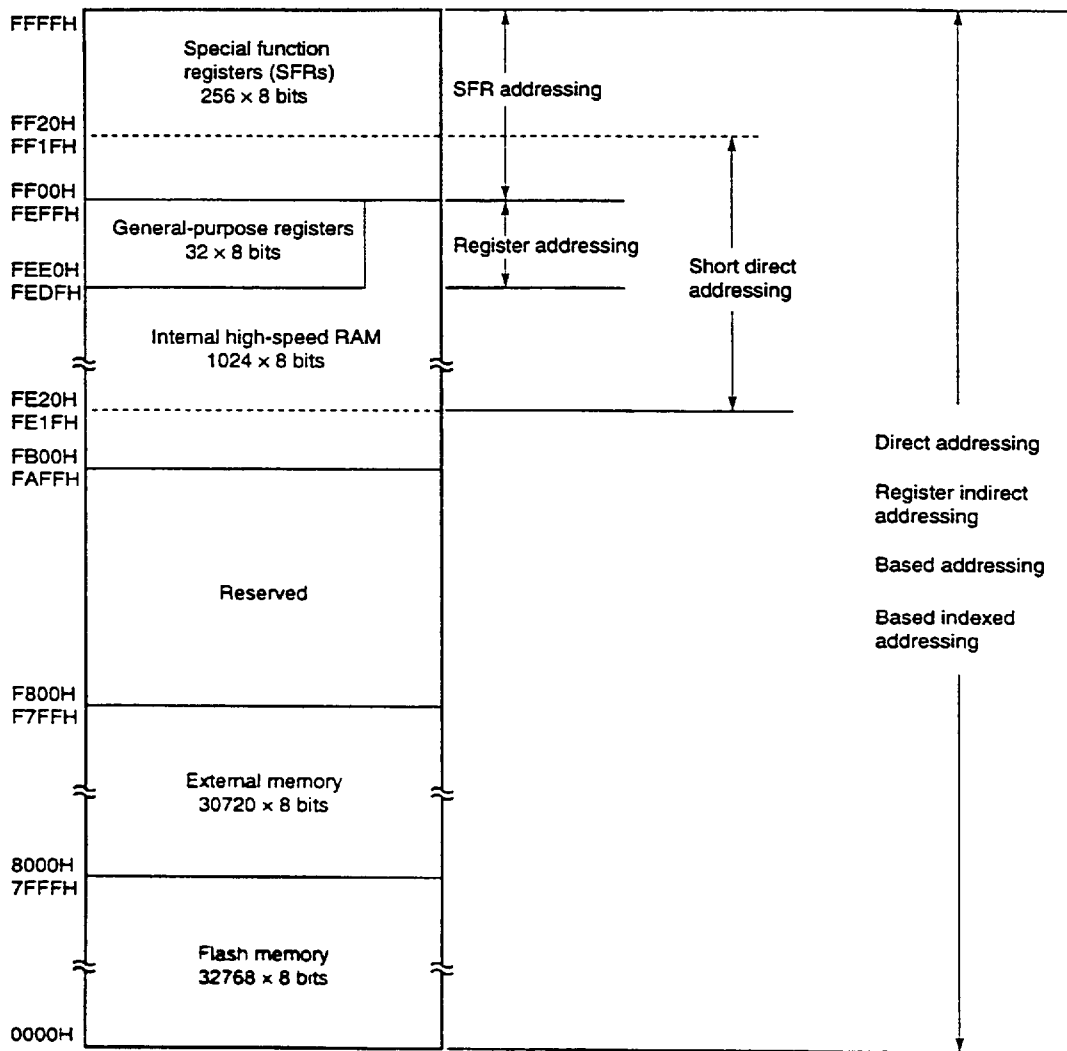 FFFFH
Special function
registers (SFRs)
256 × 8 bits
SFR addressing
FF20H
FF1FH
FF00H
FEFFH
General-purpose registers
32 × 8 bits
Register addressing
FEE0H
FEDFH
Short direct
addressing
Internal high-speed RAM
1024 × 8 bits
FE20H
FE1FH
FB00H
FAFFH
Direct addressing
Register indirect
addressing
Based addressing
Based indexed
addressing
Reserved
F800H
F7FFH
External memory
30720 × 8 bits
8000H
7FFFH
Flash memory
32768 × 8 bits
0000H